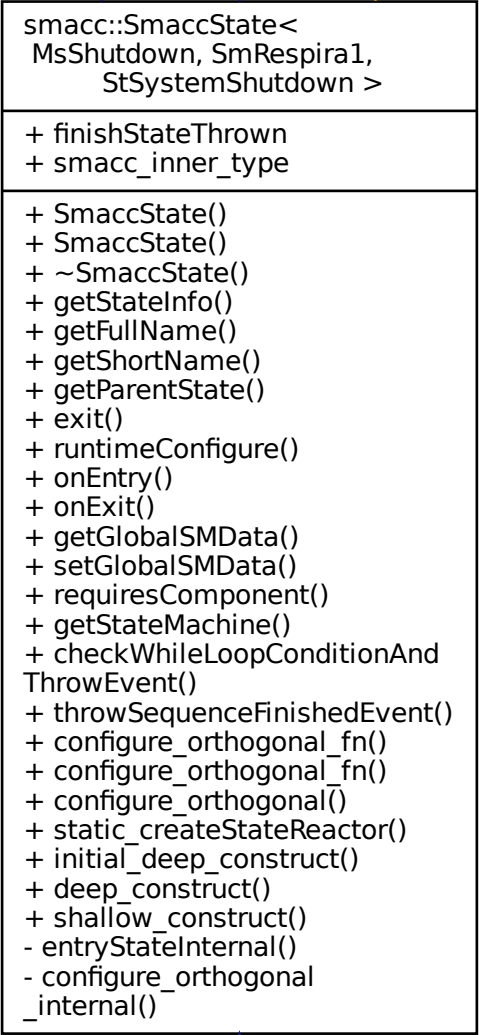 smacc::SmaccState<
MsShutdown, SmRespira1,
StSystemShutdown >
+ finishStateThrown
+ smacc_inner_type
+ SmaccState()
+ SmaccState()
+ ~SmaccState()
+ getStateInfo()
+ getFullName()
+ getShortName()
+ getParentState()
+ exit()
+ runtimeConfigure()
+ onEntry()
+ onExit()
+ getGlobalSMData()
+ setGlobalSMData()
+ requiresComponent()
+ getStateMachine()
+ checkWhileLoopConditionAnd
ThrowEvent()
+ throwSequenceFinishedEvent()
+ configure_orthogonal_fn()
+ configure_orthogonal_fn()
+ configure_orthogonal()
+ static_createStateReactor()
+ initial_deep_construct()
+ deep_construct()
+ shallow_construct()
- entryStateInternal()
- configure_orthogonal
_internal()